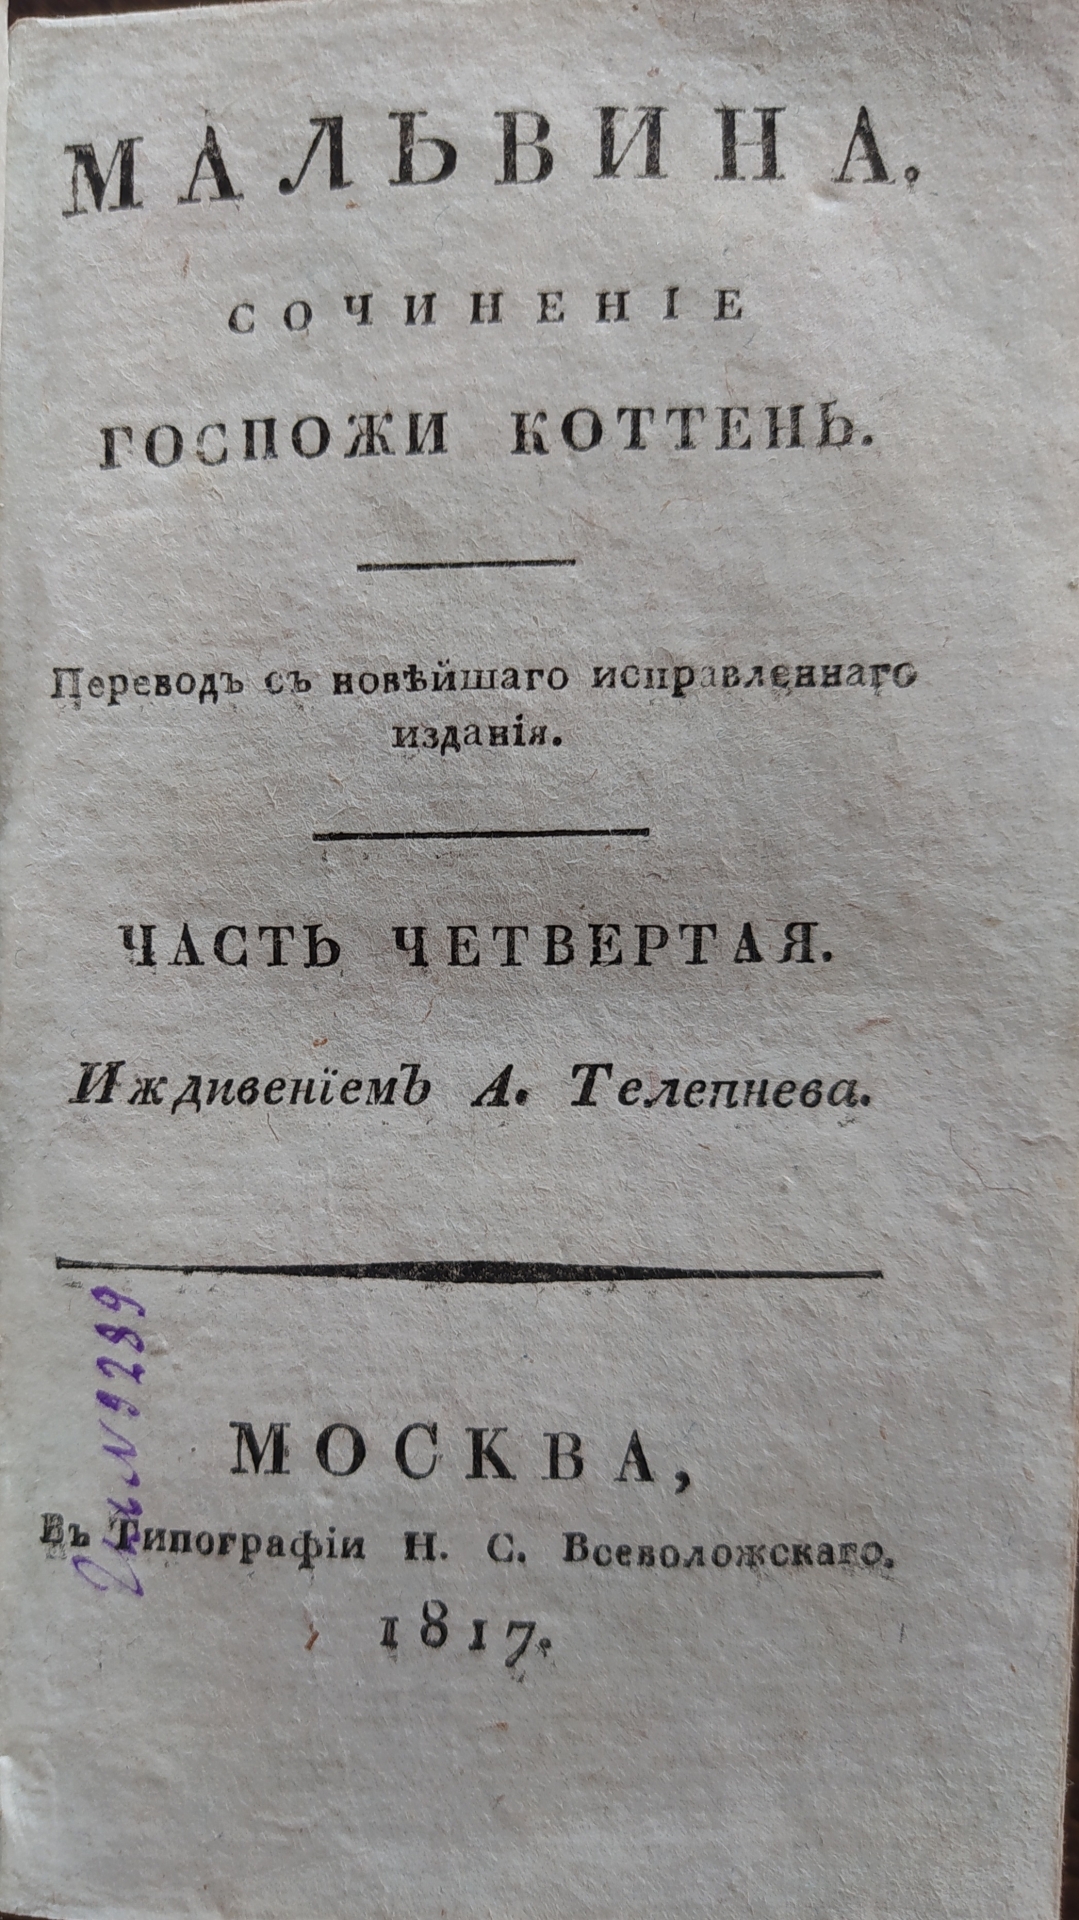 МАЛЬВИНА.
СОЧИНЕНІЕ
ГОСПОЖИ КОТТЕНЬ.
Переводъ съ новѣйшаго исправленнаго
изданія.
ЧАСТЬ ЧЕТВЕРТАЯ.
Иждивеніемъ А. Телепнева.
МОСКВА,
Въ Типографіи Н. С. Всеволожскаго.
1817.